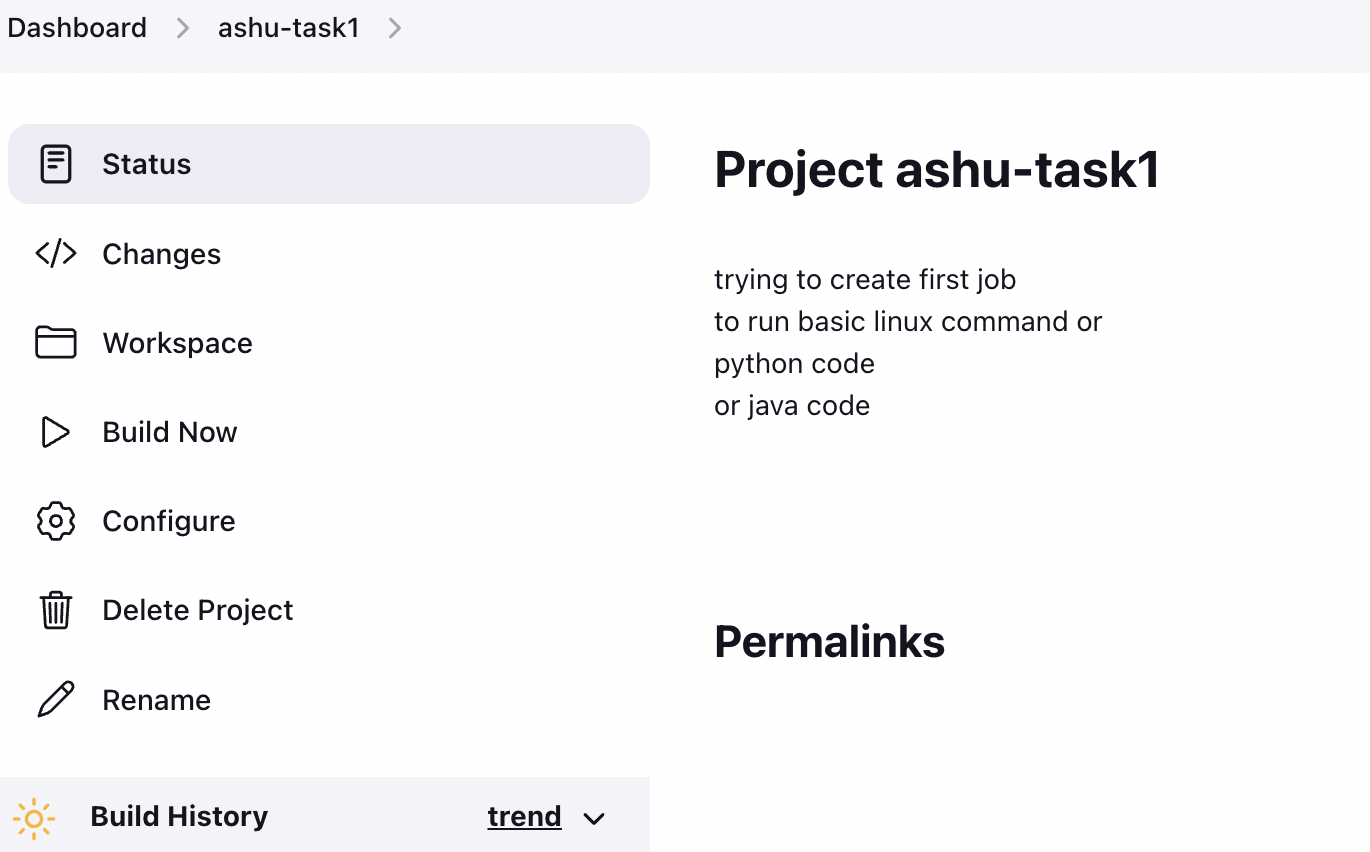 Dashboard
ashu-task1
Status
Changes
Workspace
Build Now
Configure
Delete Project
Rename
Build History
trend
Project ashu-task1
trying to create first job
to run basic linux command or
python code
or java code
Permalinks